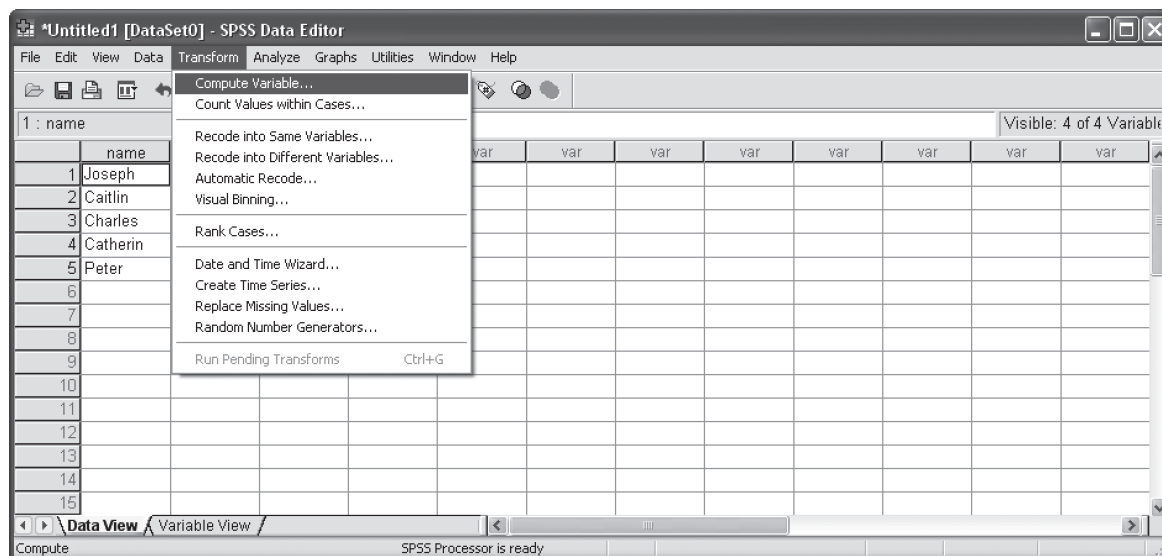 *Untitled1 [DataSet0] - SPSS Data Editor
File Edit View Data Transform Analyze Graphs Utilities Window Help
Compute Variable...
Count Values within Cases...
Recode into Same Variables...
Recode into Different Variables...
Automatic Recode...
Visual Binning...
Rank Cases...
Date and Time Wizard...
Create Time Series...
Replace Missing Values...
Random Number Generators...
Run Pending Transforms Ctrl+G
1 : name Visible: 4 of 4 Variable
name var var var var var var var var
1 Joseph
2 Caitlin
3 Charles
4 Catherin
5 Peter
6
7
8
9
10
11
12
13
14
15
Data View Variable View
Compute SPSS Processor is ready